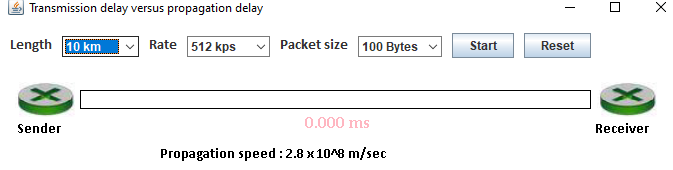 Transmission delay versus propagation delay
Length 10 km Rate 512 kps Packet size 100 Bytes Start Reset
0.000 ms
Sender Receiver
Propagation speed : 2.8 x 10^8 m/sec